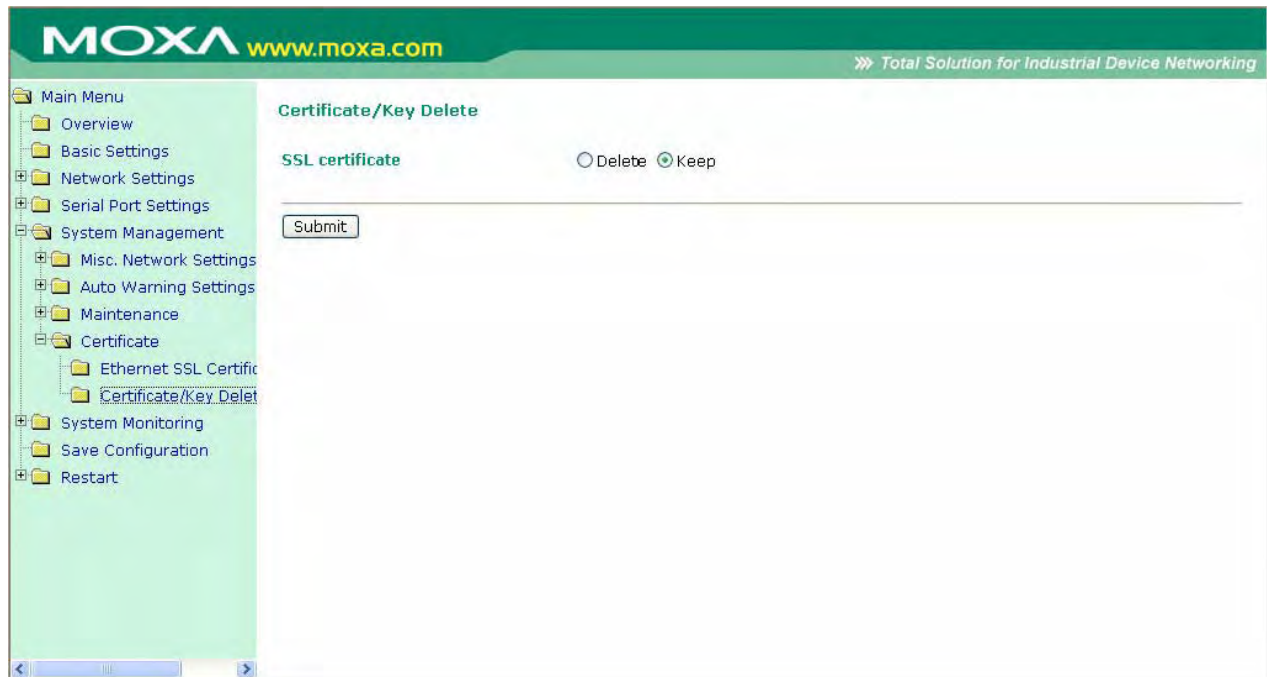 MOXA www.moxa.com
Total Solution for Industrial Device Networking
Main Menu
Overview
Basic Settings
Network Settings
Serial Port Settings
System Management
Misc. Network Settings
Auto Warning Settings
Maintenance
Certificate
Ethernet SSL Certific
Certificate/Key Delet
System Monitoring
Save Configuration
Restart
Certificate/Key Delete
SSL certificate
Delete Keep
Submit